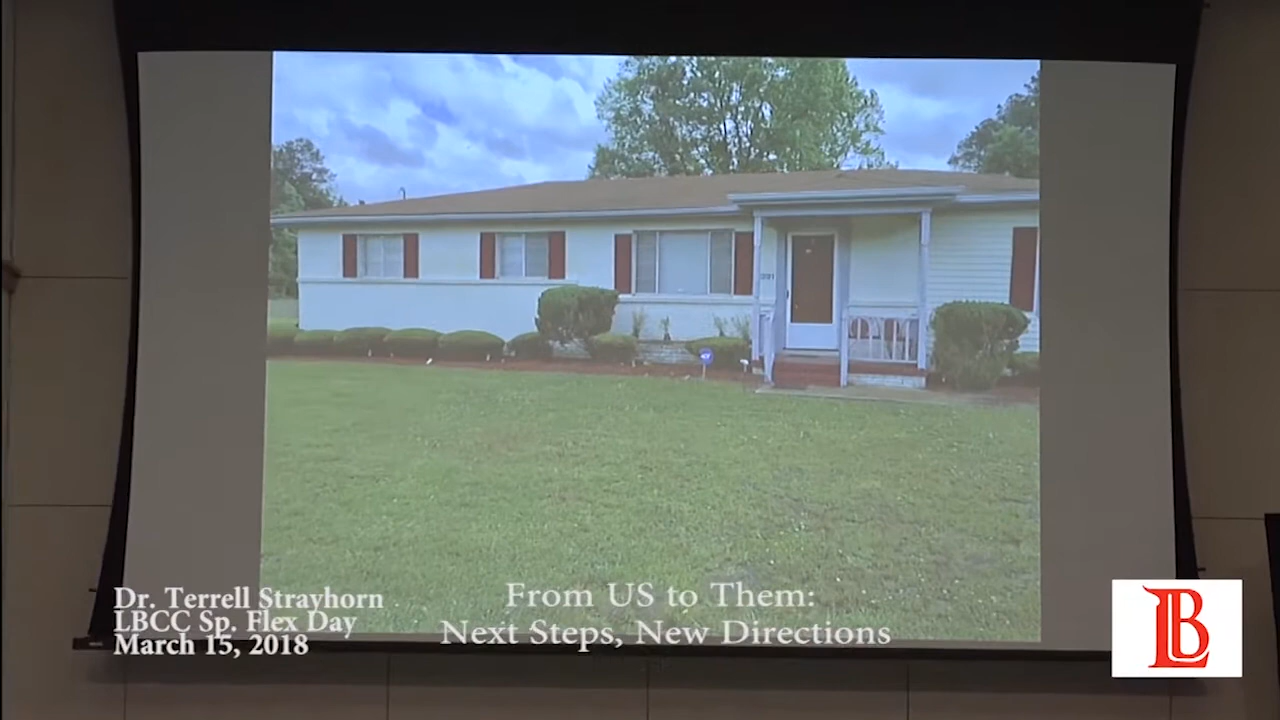 Dr. Terrell Strayhorn
LBCC Sp. Flex Day
March 15, 2018
From US to Them:
Next Steps, New Directions
LB